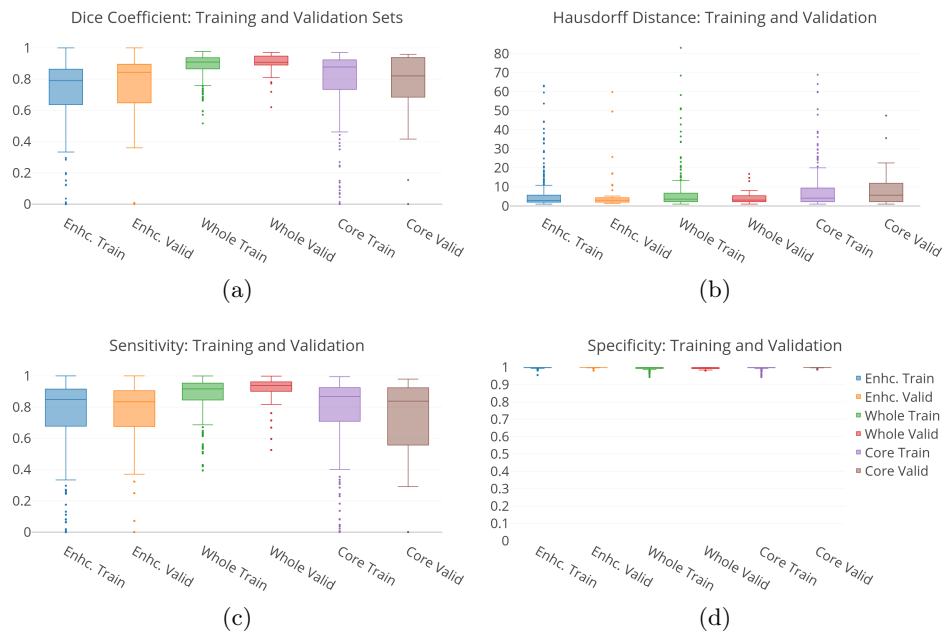 Dice Coefficient: Training and Validation Sets
1
0.8
0.6
0.4
0.2
0
Enhc. Train
Enhc. Valid
Whole Train
Whole Valid
Core Train
Core Valid
(a)
Hausdorff Distance: Training and Validation
80
70
60
50
40
30
20
10
0
Enhc. Train
Enhc. Valid
Whole Train
Whole Valid
Core Train
Core Valid
(b)
Sensitivity: Training and Validation
1
0.8
0.6
0.4
0.2
0
Enhc. Train
Enhc. Valid
Whole Train
Whole Valid
Core Train
Core Valid
(c)
Specificity: Training and Validation
1
0.9
0.8
0.7
0.6
0.5
0.4
0.3
0.2
0.1
0
Enhc. Train
Enhc. Valid
Whole Train
Whole Valid
Core Train
Core Valid
Enhc. Train
Enhc. Valid
Whole Train
Whole Valid
Core Train
Core Valid
(d)